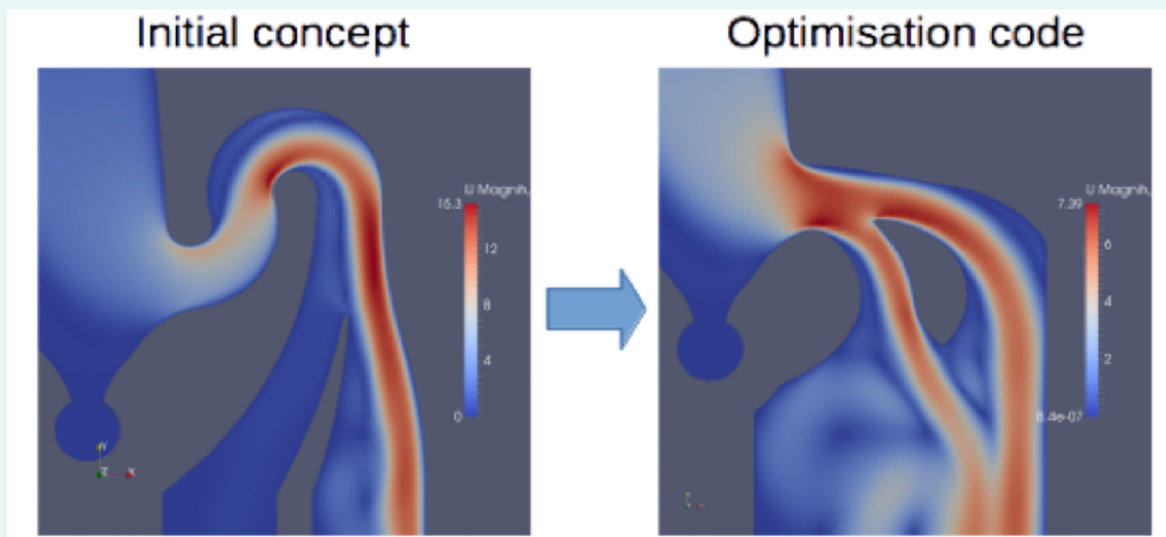 Initial concept
Optimisation code
U Magnit,
15.3
12
8
4
0
Y
Z
X
U Magnit,
7.39
6
4
2
8.4e-07